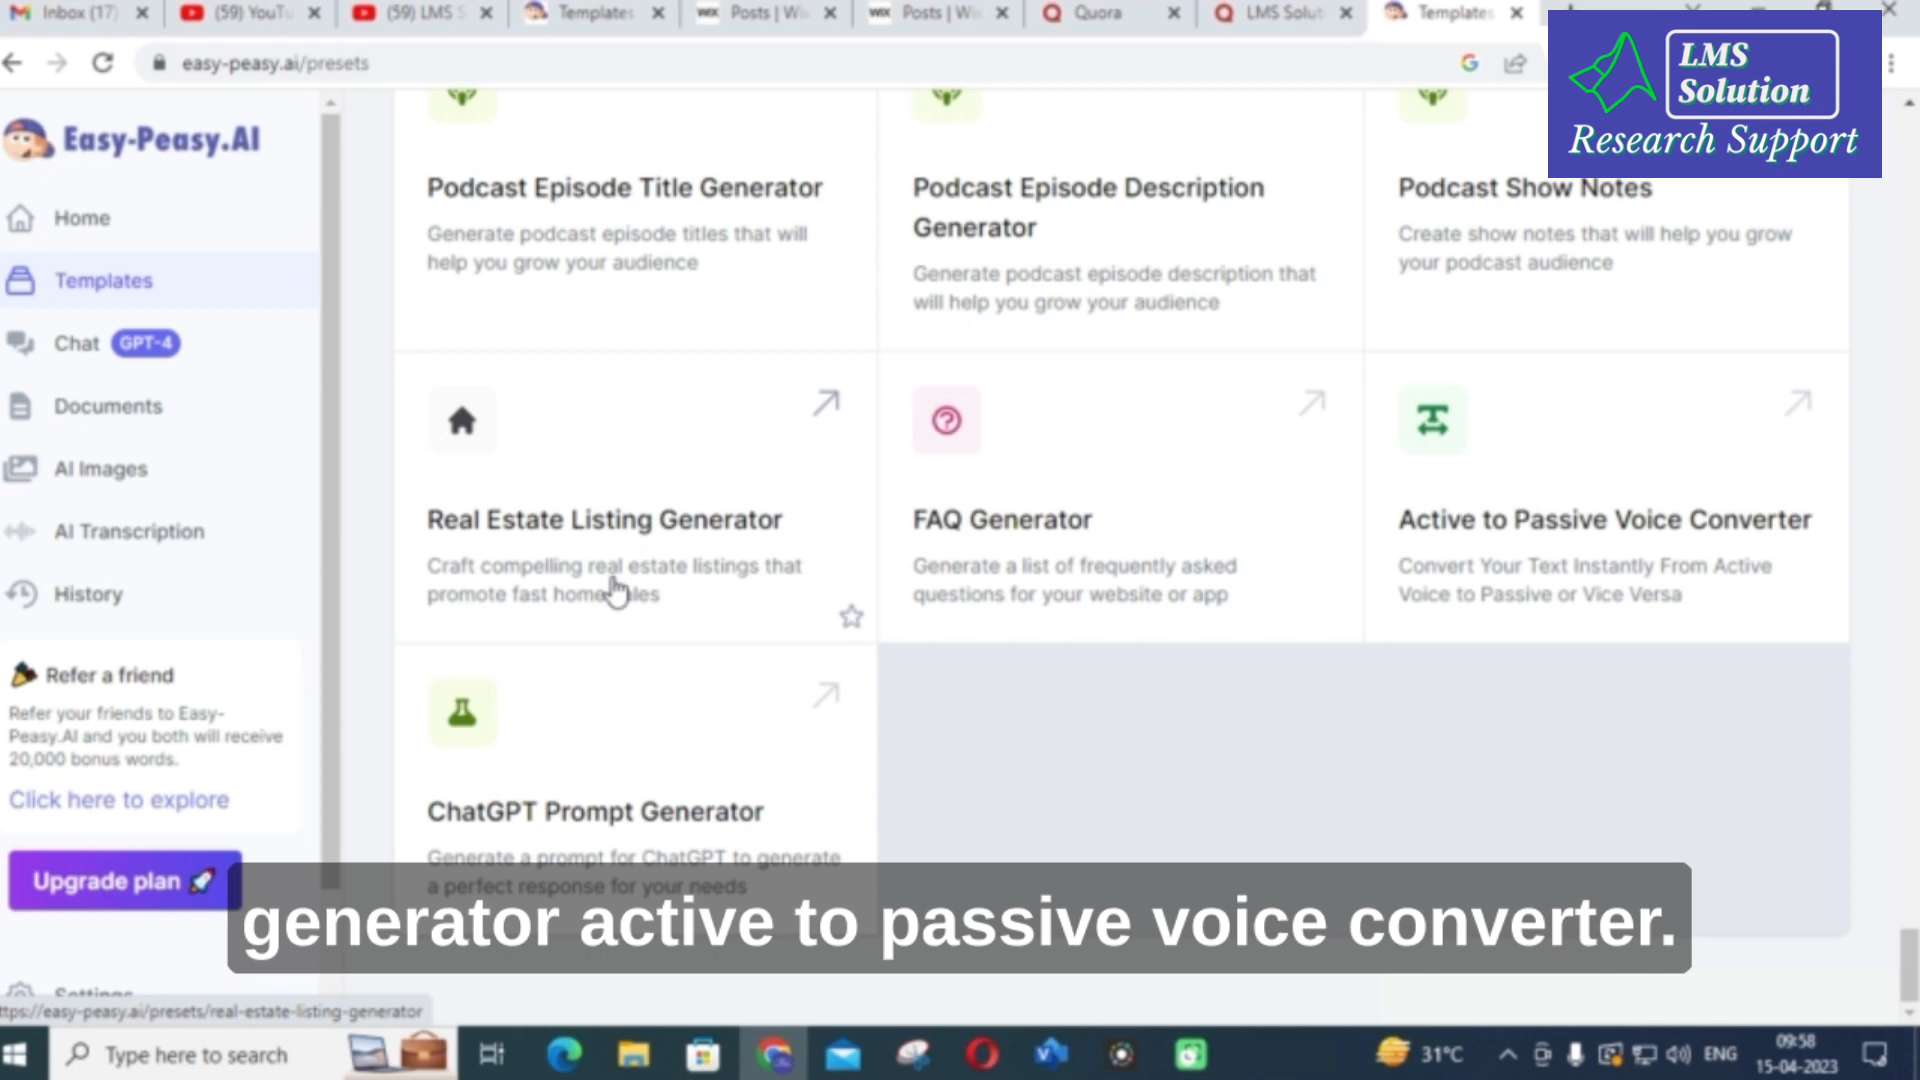 Inbox (17)
(59) YouTu
(59) LMS S
Templates
Posts | Wi
Posts | Wi
Quora
LMS Solut
Templates
easy-peasy.ai/presets
LMS
Solution
Research Support
Easy-Peasy.AI
Home
Templates
Chat GPT-4
Documents
AI Images
AI Transcription
History
Refer a friend
Refer your friends to Easy-
Peasy.AI and you both will receive
20,000 bonus words.
Click here to explore
Upgrade plan
Settings
Podcast Episode Title Generator
Generate podcast episode titles that will
help you grow your audience
Podcast Episode Description
Generator
Generate podcast episode description that
will help you grow your audience
Podcast Show Notes
Create show notes that will help you grow
your podcast audience
Real Estate Listing Generator
Craft compelling real estate listings that
promote fast home
FAQ Generator
Generate a list of frequently asked
questions for your website or app
Active to Passive Voice Converter
Convert Your Text Instantly From Active
Voice to Passive or Vice Versa
ChatGPT Prompt Generator
Generate a prompt for ChatGPT to generate
a perfect response for your needs
generator active to passive voice converter.
ttps://easy-peasy.ai/presets/real-estate-listing-generator
Type here to search
31°C
ENG
09:58
15-04-2023